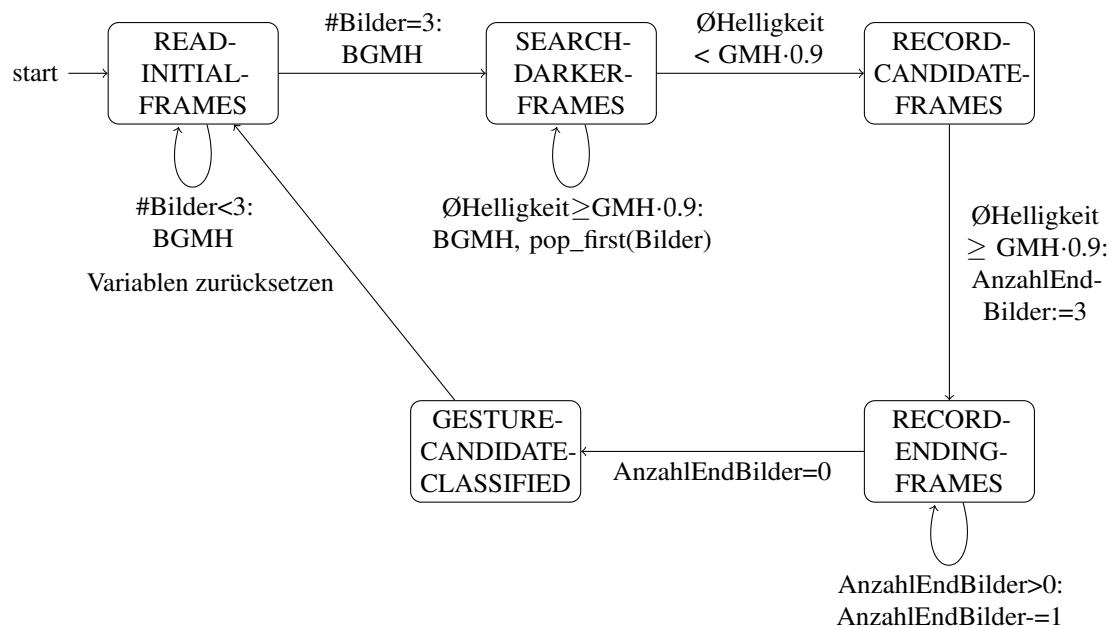 start
READ-
INITIAL-
FRAMES
#Bilder=3:
BGMH
SEARCH-
DARKER-
FRAMES
ØHelligkeit
< GMH·0.9
RECORD-
CANDIDATE-
FRAMES
#Bilder<3:
BGMH
ØHelligkeit≥GMH·0.9:
BGMH, pop_first(Bilder)
ØHelligkeit
≥ GMH·0.9:
AnzahlEnd-
Bilder:=3
Variablen zurücksetzen
GESTURE-
CANDIDATE-
CLASSIFIED
AnzahlEndBilder=0
RECORD-
ENDING-
FRAMES
AnzahlEndBilder>0:
AnzahlEndBilder-=1